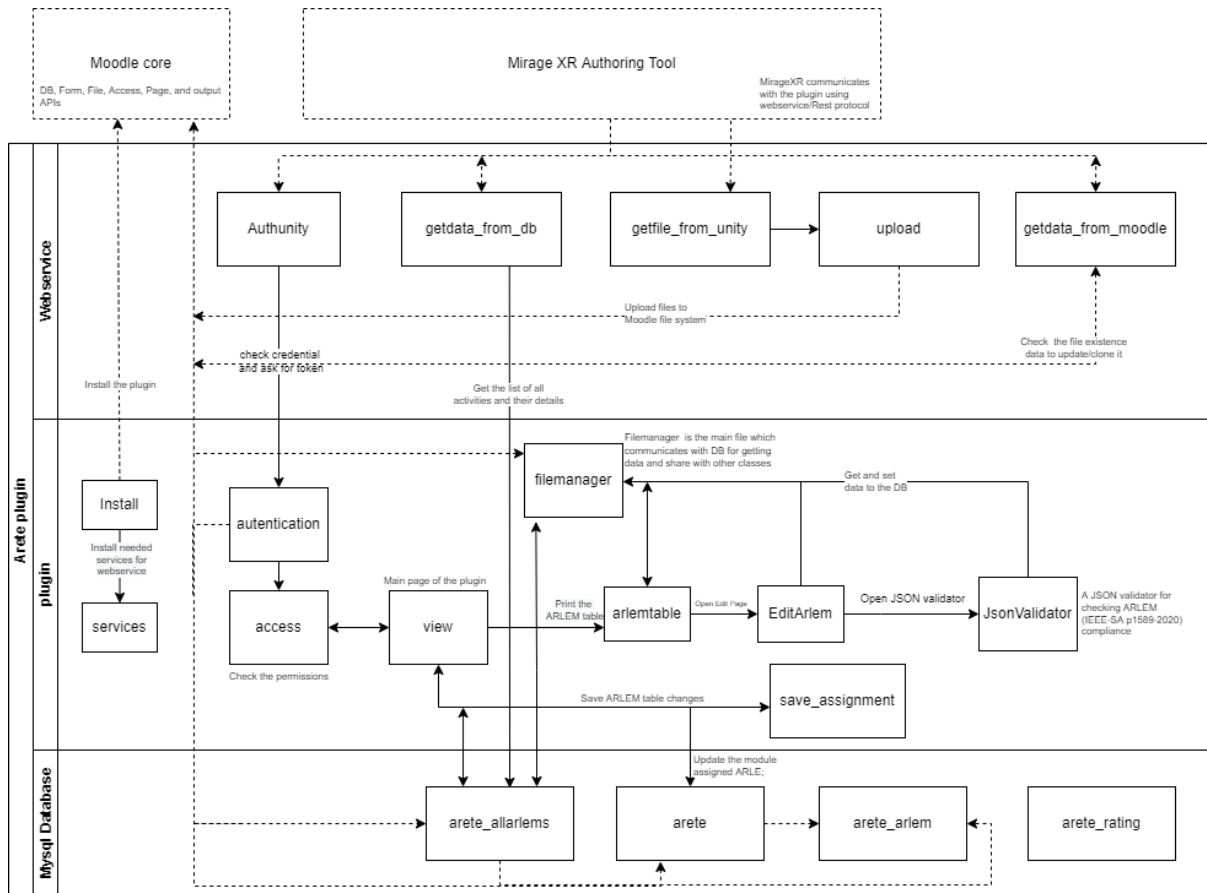 Moodle core
DB, Form, File, Access, Page, and output
APIs
Mirage XR Authoring Tool
MirageXR communicates
with the plugin using
webservice/Rest protocol
Arete plugin
Webservice
Authunity
getdata_from_db
getfile_from_unity
upload
getdata_from_moodle
Upload files to
Moodle file system
check credential
and ask for token
Check the file existence
data to update/clone it
Install the plugin
Get the list of all
activities and their details
plugin
Filemanager is the main file which
communicates with DB for getting
data and share with other classes
filemanager
Get and set
data to the DB
Install
autentication
Install needed
services for
webservice
services
access
Check the permissions
Main page of the plugin
view
Print the
ARLEM table
arlemtable
Open Edit Page
EditArlem
Open JSON validator
JsonValidator
A JSON validator for
checking ARLEM
(IEEE-SA p1589-2020)
compliance
Save ARLEM table changes
save_assignment
Mysql Database
Update the module
assigned ARLE;
arete_allarlems
arete
arete_arlem
arete_rating